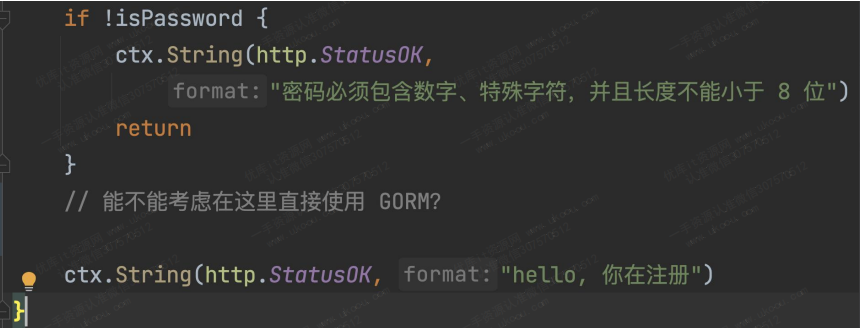 if !isPassword {
ctx.String(http.StatusOK,
format: "密码必须包含数字、特殊字符，并且长度不能小于 8 位")
return
}
// 能不能考虑在这里直接使用 GORM？
ctx.String(http.StatusOK, format: "hello, 你在注册")
}